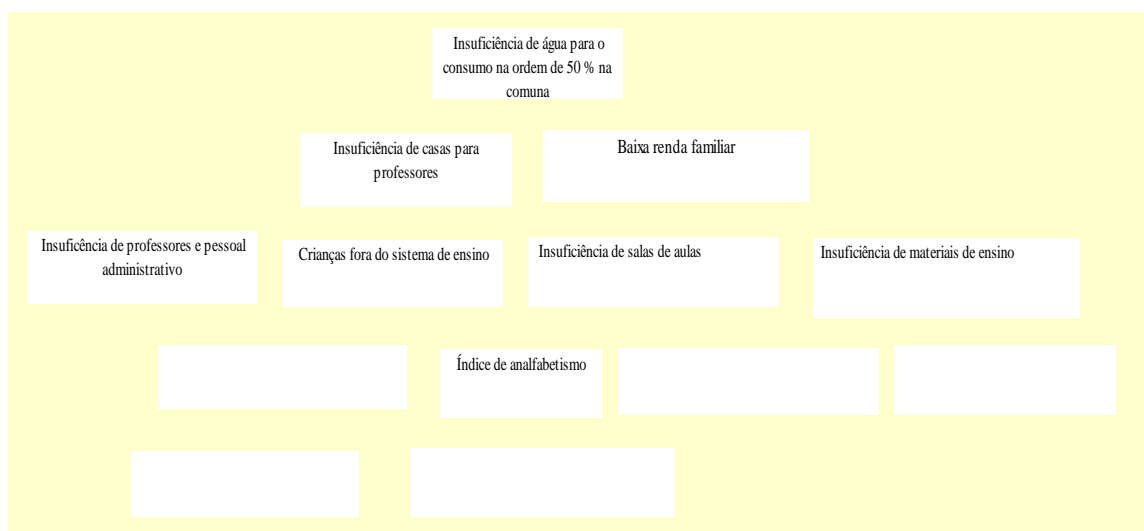 Insuficiência de água para o
consumo na ordem de 50 % na
comuna
Insuficiência de casas para
professores
Baixa renda familiar
Insuficência de professores e pessoal
administrativo
Crianças fora do sistema de ensino
Insuficiência de salas de aulas
Insuficiência de materiais de ensino
Índice de analfabetismo